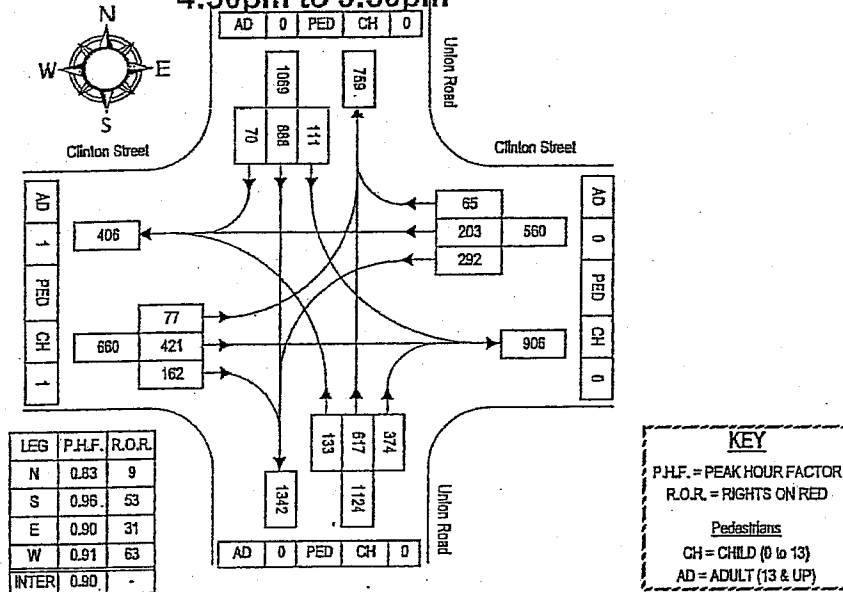 4:30pm to 5:30pm
N
W E
S
AD 0 PED CH 0
Union Road
1069
759
70 888 111
Clinton Street
Clinton Street
AD 1 PED CH 1
406
65
203 560
292
AD 0 PED CH 0
77
660 421
162
906
133 617 374
1342
1124
Union Road
AD 0 PED CH 0
LEG P.H.F. R.O.R.
N 0.83 9
S 0.96 53
E 0.90 31
W 0.91 63
INTER 0.90 -
KEY
P.H.F. = PEAK HOUR FACTOR
R.O.R. = RIGHTS ON RED
Pedestrians
CH = CHILD (0 to 13)
AD = ADULT (13 & UP)